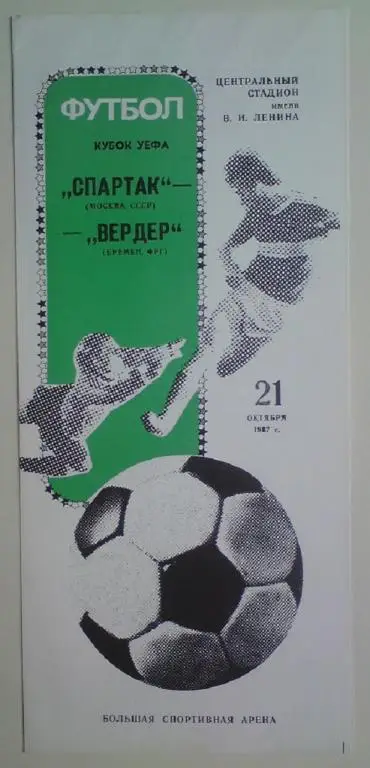 ФУТБОЛ
КУБОК УЕФА
„СПАРТАК“—
(МОСКВА, СССР)
— „ВЕРДЕР“
(БРЕМЕН, ФРГ)
ЦЕНТРАЛЬНЫЙ
СТАДИОН
имени
В. И. ЛЕНИНА
21
ОКТЯБРЯ
1987 г.
БОЛЬШАЯ СПОРТИВНАЯ АРЕНА